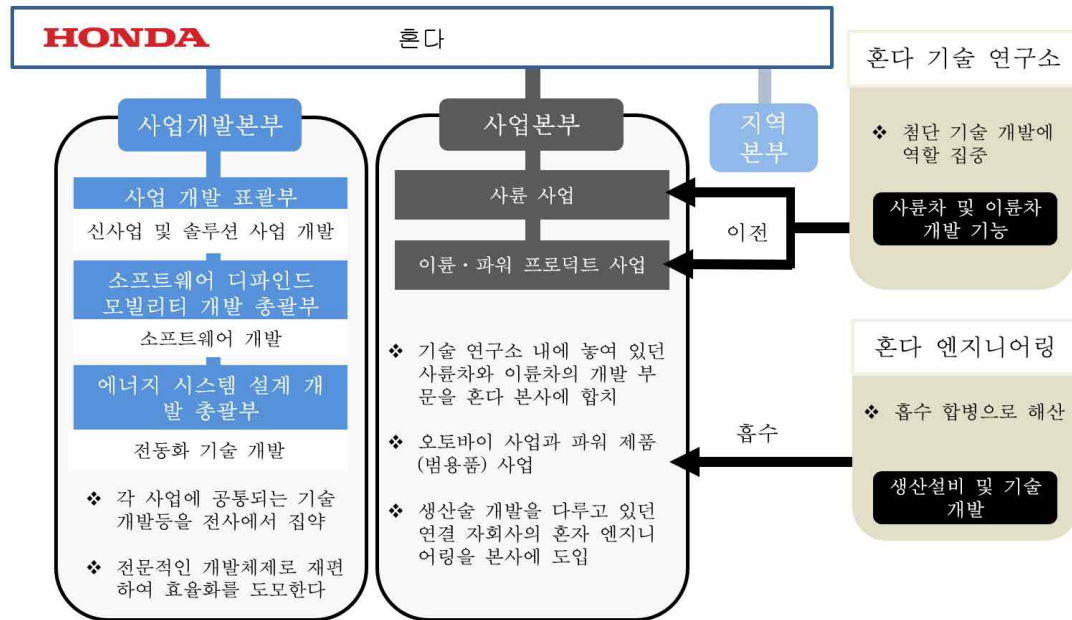 HONDA 혼다
사업개발본부
사업 개발 표괄부
신사업 및 솔루션 사업 개발
소프트웨어 디파인드
모빌리티 개발 총괄부
소프트웨어 개발
에너지 시스템 설계 개
발 총괄부
전동화 기술 개발
❖ 각 사업에 공통되는 기술
개발등을 전사에서 집약
❖ 전문적인 개발체제로 재편
하여 효율화를 도모한다
사업본부
사륜 사업
이륜·파워 프로덕트 사업
❖ 기술 연구소 내에 놓여 있던
사륜차와 이륜차의 개발 부
문을 혼다 본사에 합치
❖ 오토바이 사업과 파워 제품
(범용품) 사업
❖ 생산술 개발을 다루고 있던
연결 자회사의 혼자 엔지니
어링을 본사에 도입
지역
본부
이전
흡수
혼다 기술 연구소
❖ 첨단 기술 개발에
역할 집중
사륜차 및 이륜차
개발 기능
혼다 엔지니어링
❖ 흡수 합병으로 해산
생산설비 및 기술
개발